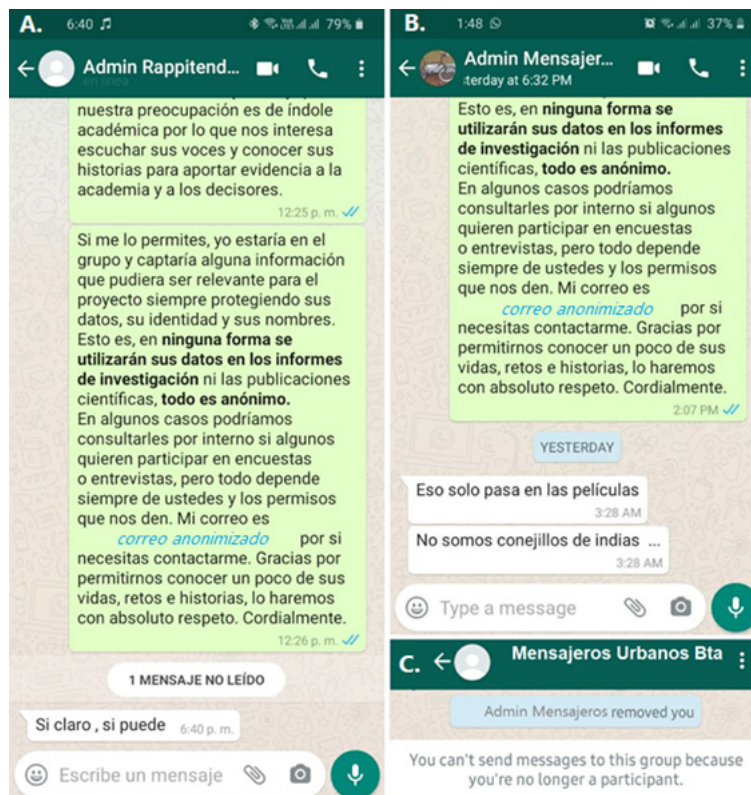 A.
6:40
79%
Admin Rappitend...
en línea
nuestra preocupación es de índole
académica por lo que nos interesa
escuchar sus voces y conocer sus
historias para aportar evidencia a la
academia y a los decisores.
12:25 p. m.
Si me lo permites, yo estaría en el
grupo y captaría alguna información
que pudiera ser relevante para el
proyecto siempre protegiendo sus
datos, su identidad y sus nombres.
Esto es, en ninguna forma se
utilizarán sus datos en los informes
de investigación ni las publicaciones
científicas, todo es anónimo.
En algunos casos podríamos
consultarles por interno si algunos
quieren participar en encuestas
o entrevistas, pero todo depende
siempre de ustedes y los permisos
que nos den. Mi correo es
correo anonimizado por si
necesitas contactarme. Gracias por
permitirnos conocer un poco de sus
vidas, retos e historias, lo haremos
con absoluto respeto. Cordialmente.
12:26 p. m.
1 MENSAJE NO LEÍDO
Si claro , si puede 6:40 p. m.
Escribe un mensaje
B.
1:48
37%
Admin Mensajer...
terday at 6:32 PM
Esto es, en ninguna forma se
utilizarán sus datos en los informes
de investigación ni las publicaciones
científicas, todo es anónimo.
En algunos casos podríamos
consultarles por interno si algunos
quieren participar en encuestas
o entrevistas, pero todo depende
siempre de ustedes y los permisos
que nos den. Mi correo es
correo anonimizado por si
necesitas contactarme. Gracias por
permitirnos conocer un poco de sus
vidas, retos e historias, lo haremos
con absoluto respeto. Cordialmente.
2:07 PM
YESTERDAY
Eso solo pasa en las películas
3:28 AM
No somos conejillos de indias ...
3:28 AM
Type a message
C.
Mensajeros Urbanos Bta
Admin Mensajeros removed you
You can't send messages to this group because
you're no longer a participant.